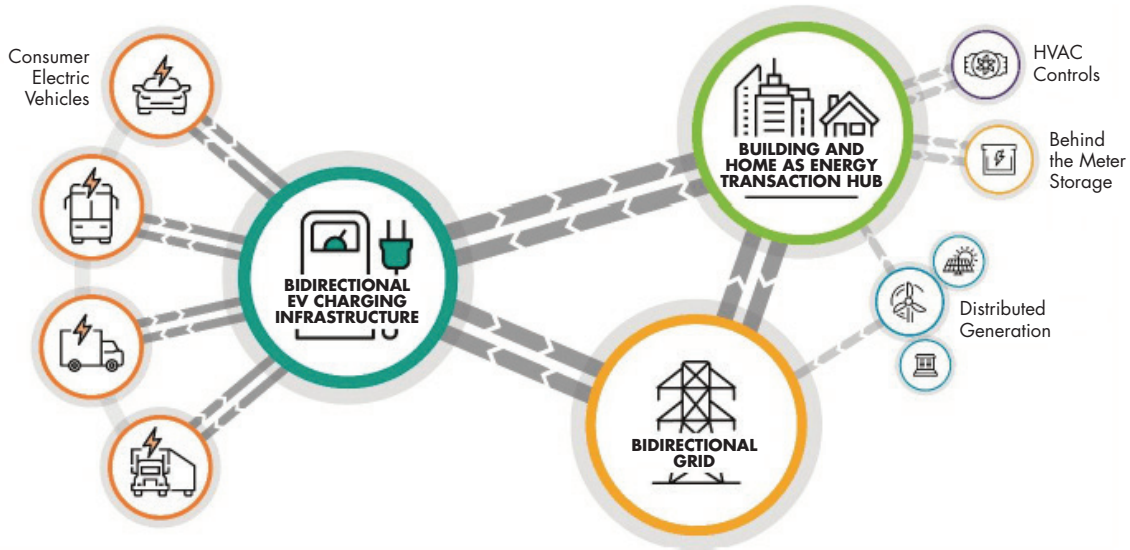 Consumer
Electric
Vehicles
BIDIRECTIONAL
EV CHARGING
INFRASTRUCTURE
BUILDING AND
HOME AS ENERGY
TRANSACTION HUB
HVAC
Controls
Behind
the Meter
Storage
Distributed
Generation
BIDIRECTIONAL
GRID